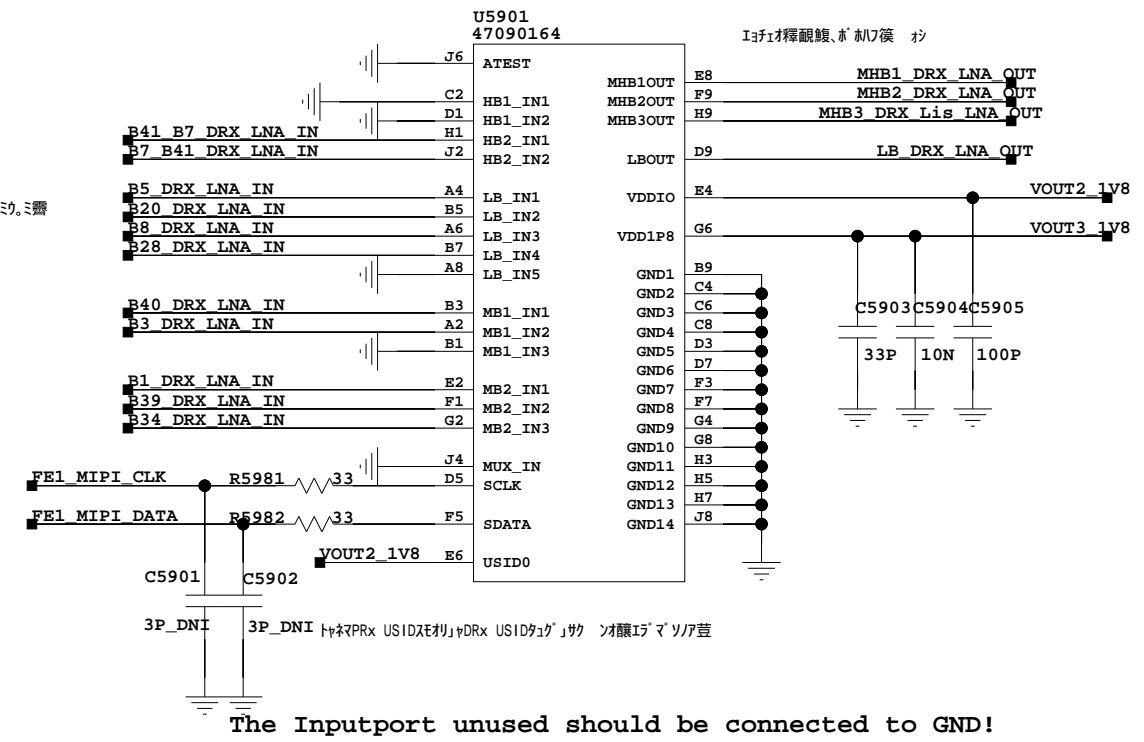 U5901
47090164
J6 ATEST
C2 HB1_IN1
D1 HB1_IN2
B41_B7_DRX_LNA_IN H1 HB2_IN1
B7_B41_DRX_LNA_IN J2 HB2_IN2
B5_DRX_LNA_IN A4 LB_IN1
B20_DRX_LNA_IN B5 LB_IN2
B8_DRX_LNA_IN A6 LB_IN3
B28_DRX_LNA_IN B7 LB_IN4
A8 LB_IN5
B40_DRX_LNA_IN B3 MB1_IN1
B3_DRX_LNA_IN A2 MB1_IN2
B1 MB1_IN3
B1_DRX_LNA_IN E2 MB2_IN1
B39_DRX_LNA_IN F1 MB2_IN2
B34_DRX_LNA_IN G2 MB2_IN3
J4 MUX_IN
FE1_MIPI_CLK R5981 33 D5 SCLK
FE1_MIPI_DATA R5982 33 F5 SDATA
VOUT2_1V8 E6 USID0
C5901 C5902
3P_DNI 3P_DNI
PRx USID DRx USID
MHB1OUT E8 MHB1_DRX_LNA_OUT
MHB2OUT F9 MHB2_DRX_LNA_OUT
MHB3OUT H9 MHB3_DRX_Lis_LNA_OUT
LBOUT D9 LB_DRX_LNA_OUT
VDDIO E4 VOUT2_1V8
VDD1P8 G6 VOUT3_1V8
GND1 B9
GND2 C4
GND3 C6
GND4 C8
GND5 D3
GND6 D7
GND7 F3
GND8 F7
GND9 G4
GND10 G8
GND11 H3
GND12 H5
GND13 H7
GND14 J8
C5903 C5904 C5905
33P 10N 100P
The Inputport unused should be connected to GND!